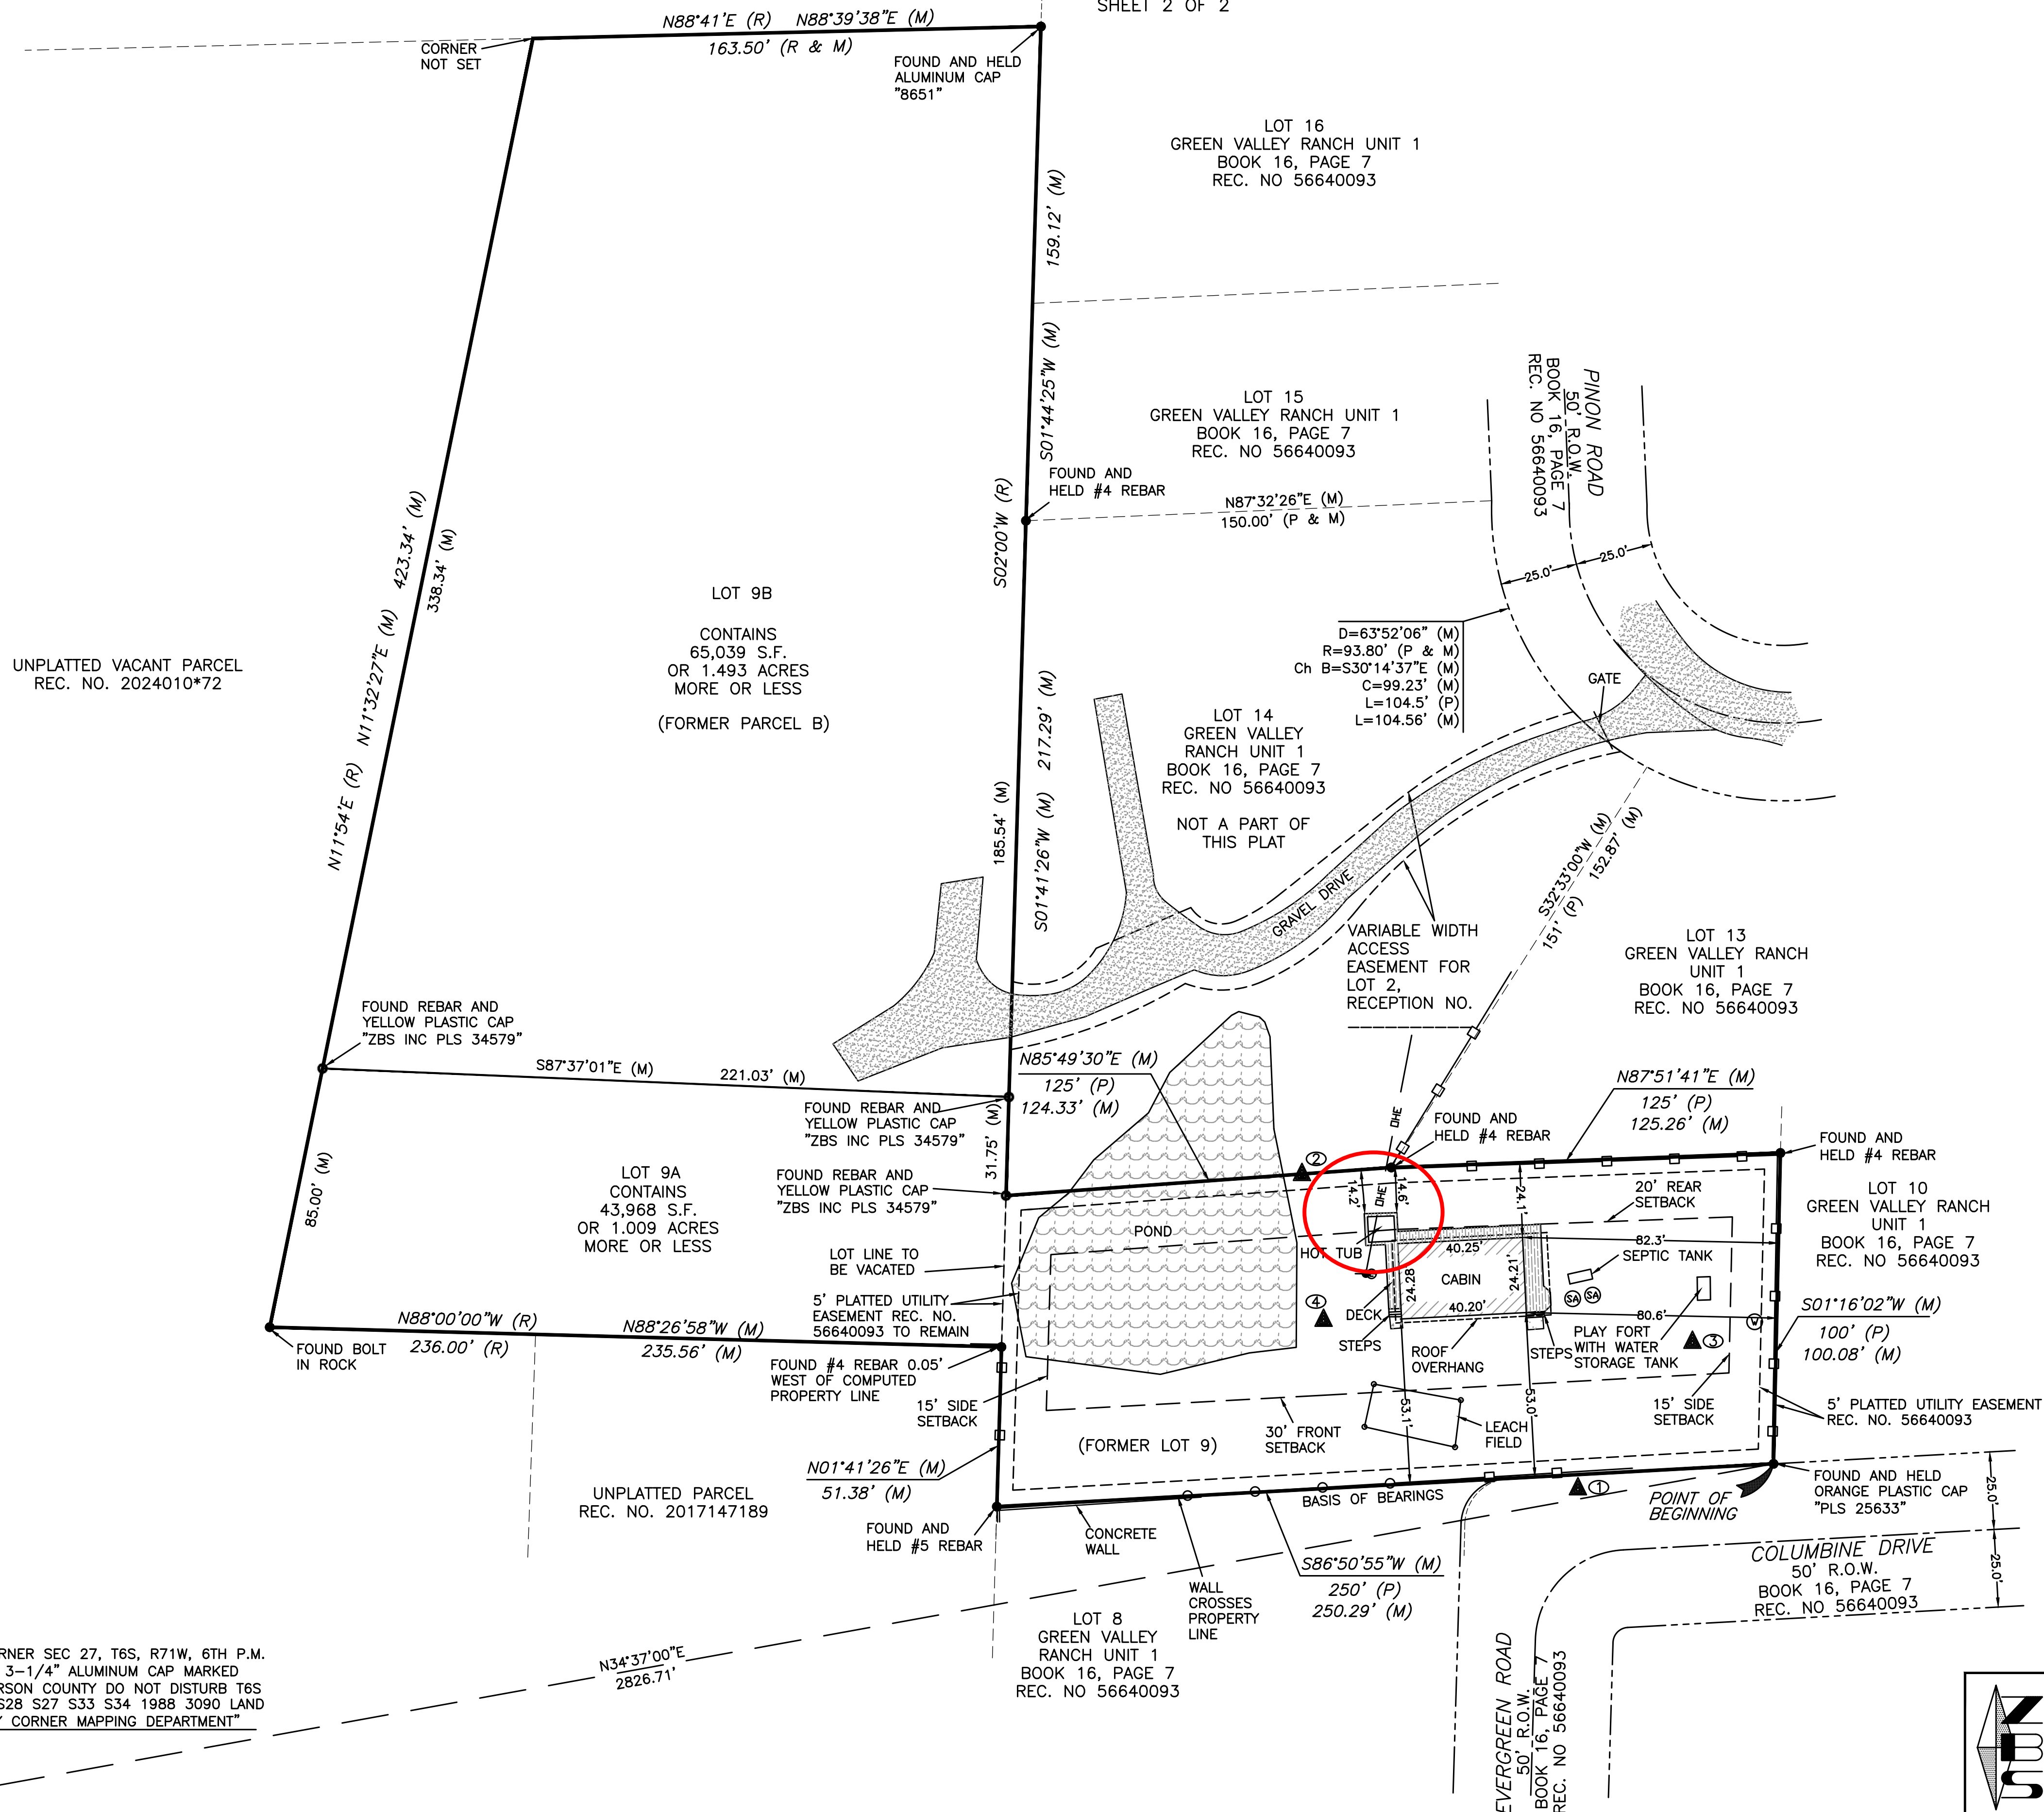 SHEET 2 OF 2
N88°41'E (R) N88°39'38"E (M)
163.50' (R & M)
CORNER
NOT SET
FOUND AND HELD
ALUMINUM CAP
"8651"
LOT 16
GREEN VALLEY RANCH UNIT 1
BOOK 16, PAGE 7
REC. NO 56640093
159.12' (M)
S01°44'25"W (M)
LOT 15
GREEN VALLEY RANCH UNIT 1
BOOK 16, PAGE 7
REC. NO 56640093
PINON ROAD
50' R.O.W.
BOOK 16, PAGE 7
REC. NO 56640093
FOUND AND
HELD #4 REBAR
N87°32'26"E (M)
150.00' (P & M)
S02°00'W (R)
25.0'
25.0'
N11°54'E (R) N11°32'27"E (M) 423.34' (M)
338.34' (M)
LOT 9B
CONTAINS
65,039 S.F.
OR 1.493 ACRES
MORE OR LESS
(FORMER PARCEL B)
UNPLATTED VACANT PARCEL
REC. NO. 2024010*72
D=63°52'06" (M)
R=93.80' (P & M)
Ch B=S30°14'37"E (M)
C=99.23' (M)
L=104.5' (P)
L=104.56' (M)
GATE
LOT 14
GREEN VALLEY
RANCH UNIT 1
BOOK 16, PAGE 7
REC. NO 56640093
NOT A PART OF
THIS PLAT
185.54' (M)
S01°41'26"W (M) 217.29' (M)
GRAVEL DRIVE
S32°33'00"W (M)
152.87' (M)
151' (P)
VARIABLE WIDTH
ACCESS
EASEMENT FOR
LOT 2,
RECEPTION NO.
LOT 13
GREEN VALLEY RANCH
UNIT 1
BOOK 16, PAGE 7
REC. NO 56640093
FOUND REBAR AND
YELLOW PLASTIC CAP
"ZBS INC PLS 34579"
S87°37'01"E (M) 221.03' (M)
N85°49'30"E (M)
125' (P)
124.33' (M)
N87°51'41"E (M)
125' (P)
125.26' (M)
FOUND REBAR AND
YELLOW PLASTIC CAP
"ZBS INC PLS 34579"
31.75' (M)
OHE
FOUND AND
HELD #4 REBAR
FOUND AND
HELD #4 REBAR
85.00' (M)
LOT 9A
CONTAINS
43,968 S.F.
OR 1.009 ACRES
MORE OR LESS
FOUND REBAR AND
YELLOW PLASTIC CAP
"ZBS INC PLS 34579"
2
14.2'
OHE
14.6'
24.1'
20' REAR
SETBACK
LOT 10
GREEN VALLEY RANCH
UNIT 1
BOOK 16, PAGE 7
REC. NO 56640093
POND
HOT TUB
40.25'
82.3'
SEPTIC TANK
LOT LINE TO
BE VACATED
24.28'
CABIN
24.21'
SA
SA
5' PLATTED UTILITY
EASEMENT REC. NO.
56640093 TO REMAIN
4
DECK
40.20'
80.6'
W
S01°16'02"W (M)
100' (P)
100.08' (M)
STEPS
ROOF
OVERHANG
STEPS
PLAY FORT
WITH WATER
STORAGE TANK
3
N88°00'00"W (R)
236.00' (R)
N88°26'58"W (M)
235.56' (M)
FOUND BOLT
IN ROCK
FOUND #4 REBAR 0.05'
WEST OF COMPUTED
PROPERTY LINE
15' SIDE
SETBACK
53.1'
53.0'
15' SIDE
SETBACK
5' PLATTED UTILITY EASEMENT
REC. NO. 56640093
(FORMER LOT 9)
30' FRONT
SETBACK
LEACH
FIELD
N01°41'26"E (M)
51.38' (M)
UNPLATTED PARCEL
REC. NO. 2017147189
BASIS OF BEARINGS
1
POINT OF
BEGINNING
FOUND AND HELD
ORANGE PLASTIC CAP
"PLS 25633"
25.0'
25.0'
FOUND AND
HELD #5 REBAR
CONCRETE
WALL
S86°50'55"W (M)
250' (P)
250.29' (M)
COLUMBINE DRIVE
50' R.O.W.
BOOK 16, PAGE 7
REC. NO 56640093
WALL
CROSSES
PROPERTY
LINE
LOT 8
GREEN VALLEY
RANCH UNIT 1
BOOK 16, PAGE 7
REC. NO 56640093
N34°37'00"E
2826.71'
EVERGREEN ROAD
50' R.O.W.
BOOK 16, PAGE 7
REC. NO 56640093
RNER SEC 27, T6S, R71W, 6TH P.M.
3-1/4" ALUMINUM CAP MARKED
RSON COUNTY DO NOT DISTURB T6S
S28 S27 S33 S34 1988 3090 LAND
CORNER MAPPING DEPARTMENT"